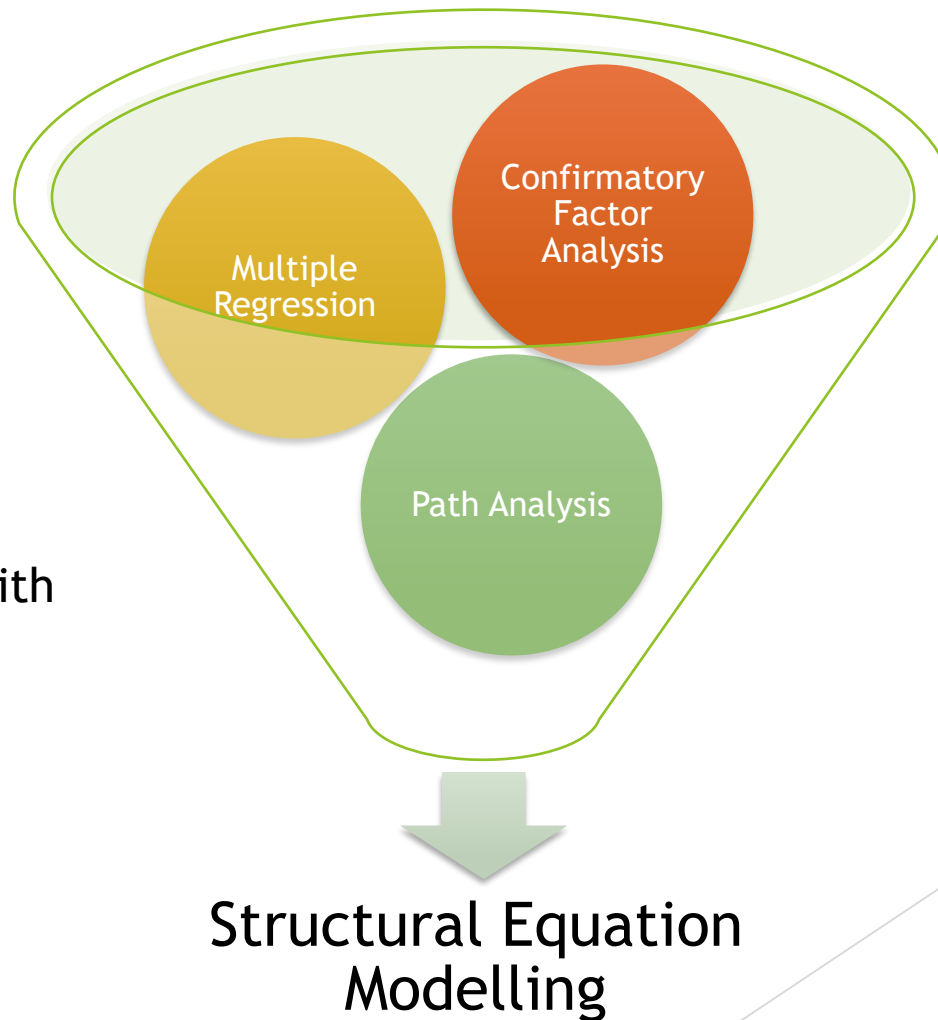 Confirmatory
Factor
Analysis
Multiple
Regression
Path Analysis
ith
Structural Equation
Modelling